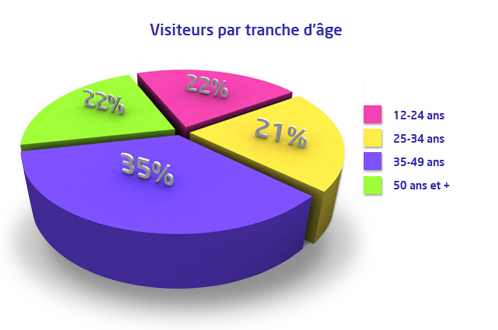 Visiteurs par tranche d'âge
22%
22%
21%
35%
12-24 ans
25-34 ans
35-49 ans
50 ans et +